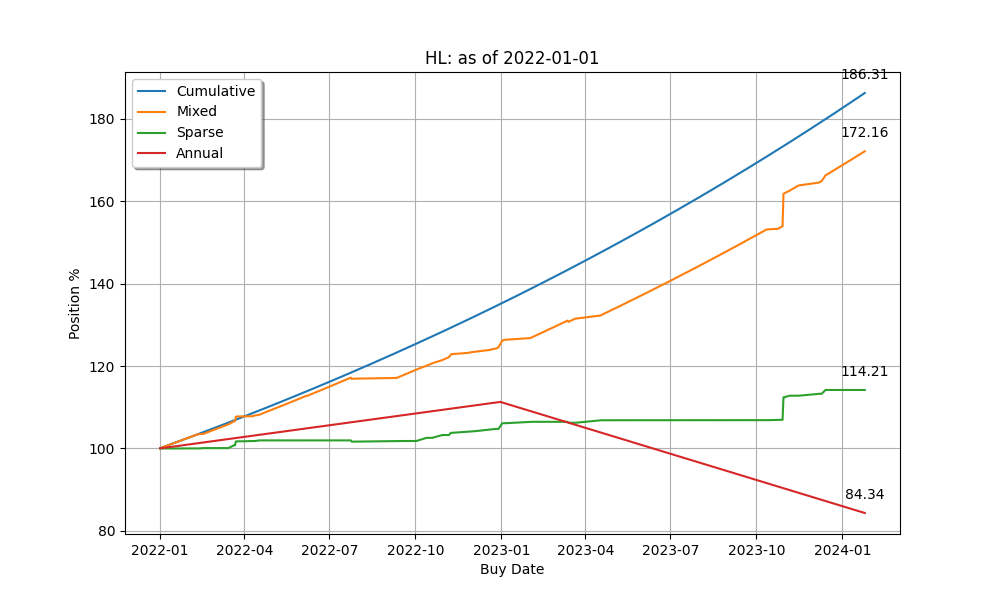 HL: as of 2022-01-01
186.31
172.16
114.21
84.34
Cumulative
Mixed
Sparse
Annual
Position %
180
160
140
120
100
80
2022-01 2022-04 2022-07 2022-10 2023-01 2023-04 2023-07 2023-10 2024-01
Buy Date